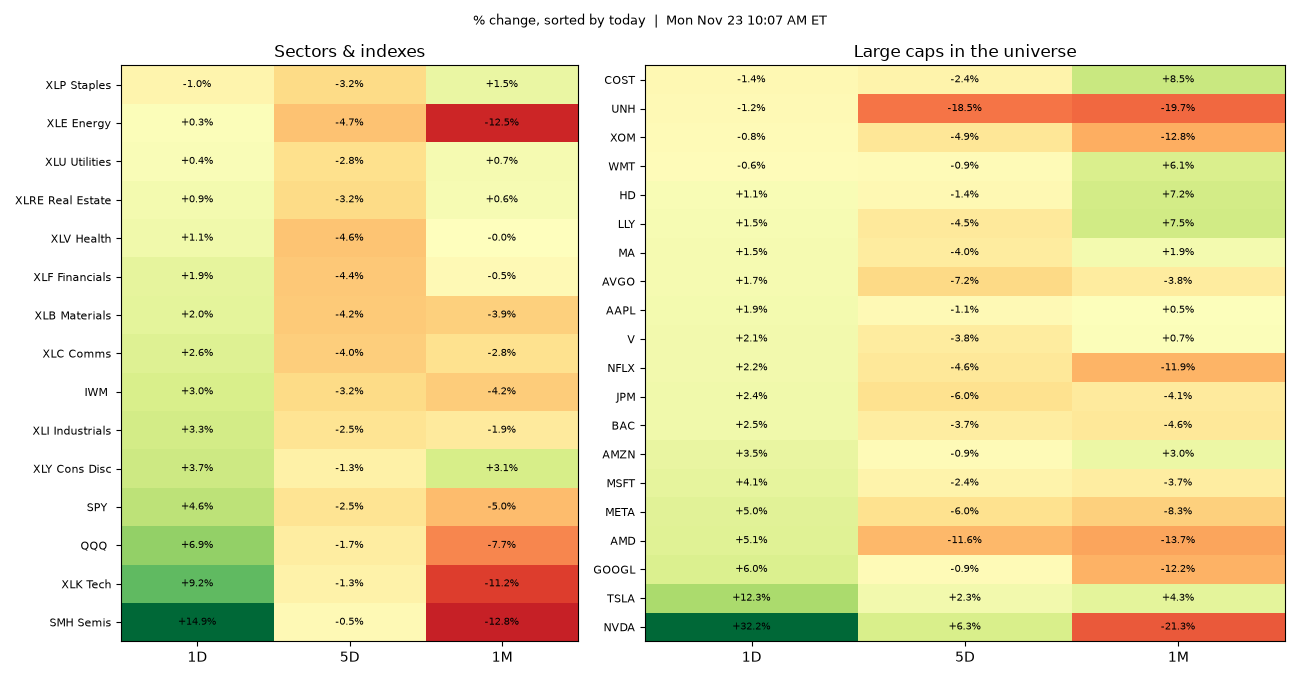 % change, sorted by today | Mon Nov 23 10:07 AM ET
Sectors & indexes
XLP Staples -1.0% -3.2% +1.5%
XLE Energy +0.3% -4.7% -12.5%
XLU Utilities +0.4% -2.8% +0.7%
XLRE Real Estate +0.9% -3.2% +0.6%
XLV Health +1.1% -4.6% -0.0%
XLF Financials +1.9% -4.4% -0.5%
XLB Materials +2.0% -4.2% -3.9%
XLC Comms +2.6% -4.0% -2.8%
IWM +3.0% -3.2% -4.2%
XLI Industrials +3.3% -2.5% -1.9%
XLY Cons Disc +3.7% -1.3% +3.1%
SPY +4.6% -2.5% -5.0%
QQQ +6.9% -1.7% -7.7%
XLK Tech +9.2% -1.3% -11.2%
SMH Semis +14.9% -0.5% -12.8%
1D 5D 1M
Large caps in the universe
COST -1.4% -2.4% +8.5%
UNH -1.2% -18.5% -19.7%
XOM -0.8% -4.9% -12.8%
WMT -0.6% -0.9% +6.1%
HD +1.1% -1.4% +7.2%
LLY +1.5% -4.5% +7.5%
MA +1.5% -4.0% +1.9%
AVGO +1.7% -7.2% -3.8%
AAPL +1.9% -1.1% +0.5%
V +2.1% -3.8% +0.7%
NFLX +2.2% -4.6% -11.9%
JPM +2.4% -6.0% -4.1%
BAC +2.5% -3.7% -4.6%
AMZN +3.5% -0.9% +3.0%
MSFT +4.1% -2.4% -3.7%
META +5.0% -6.0% -8.3%
AMD +5.1% -11.6% -13.7%
GOOGL +6.0% -0.9% -12.2%
TSLA +12.3% +2.3% +4.3%
NVDA +32.2% +6.3% -21.3%
1D 5D 1M